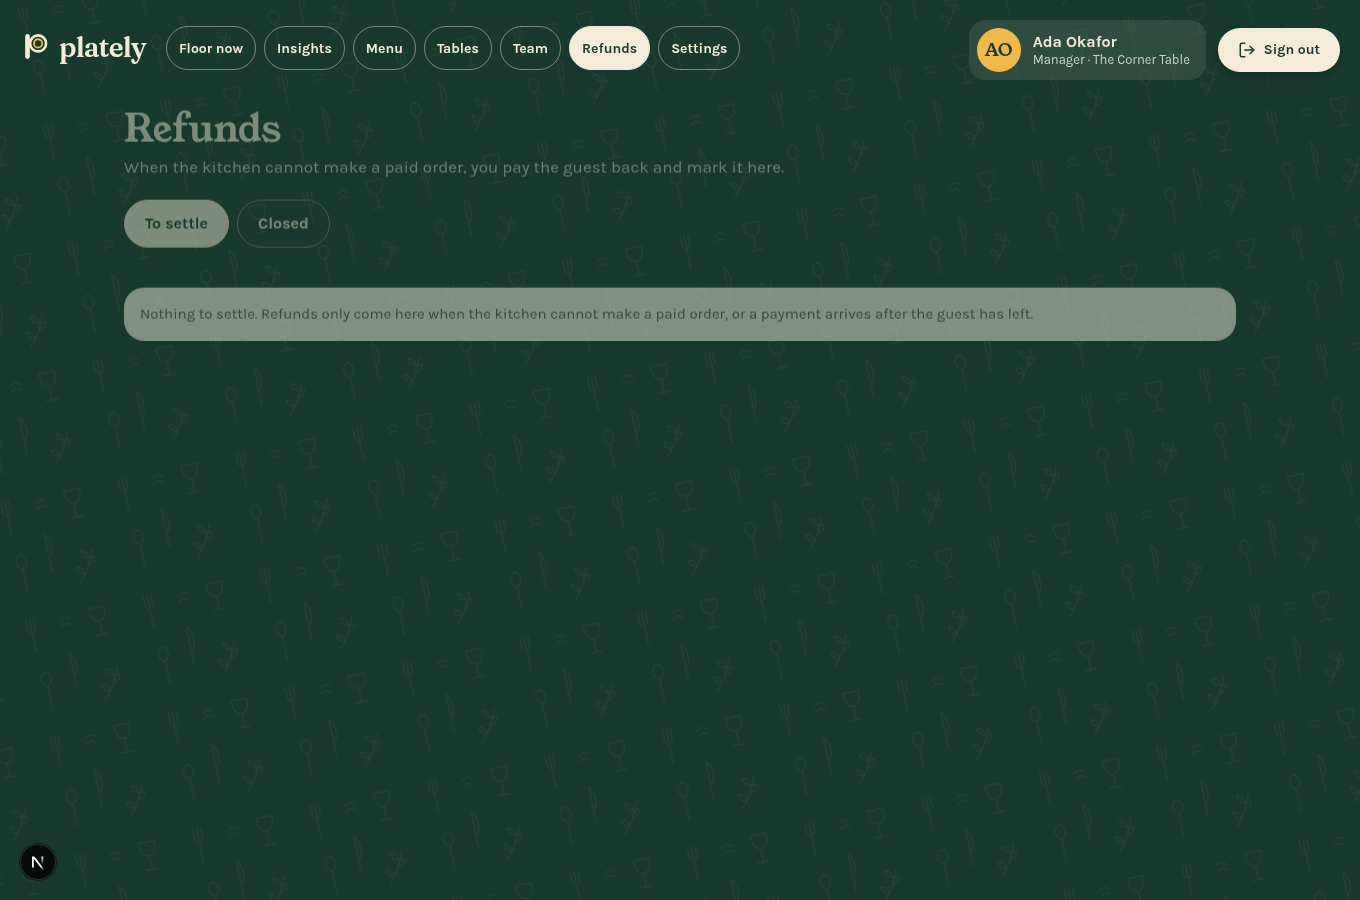 plately
Floor now
Insights
Menu
Tables
Team
Refunds
Settings
AO
Ada Okafor
Manager · The Corner Table
Sign out
Refunds
When the kitchen cannot make a paid order, you pay the guest back and mark it here.
To settle
Closed
Nothing to settle. Refunds only come here when the kitchen cannot make a paid order, or a payment arrives after the guest has left.
N